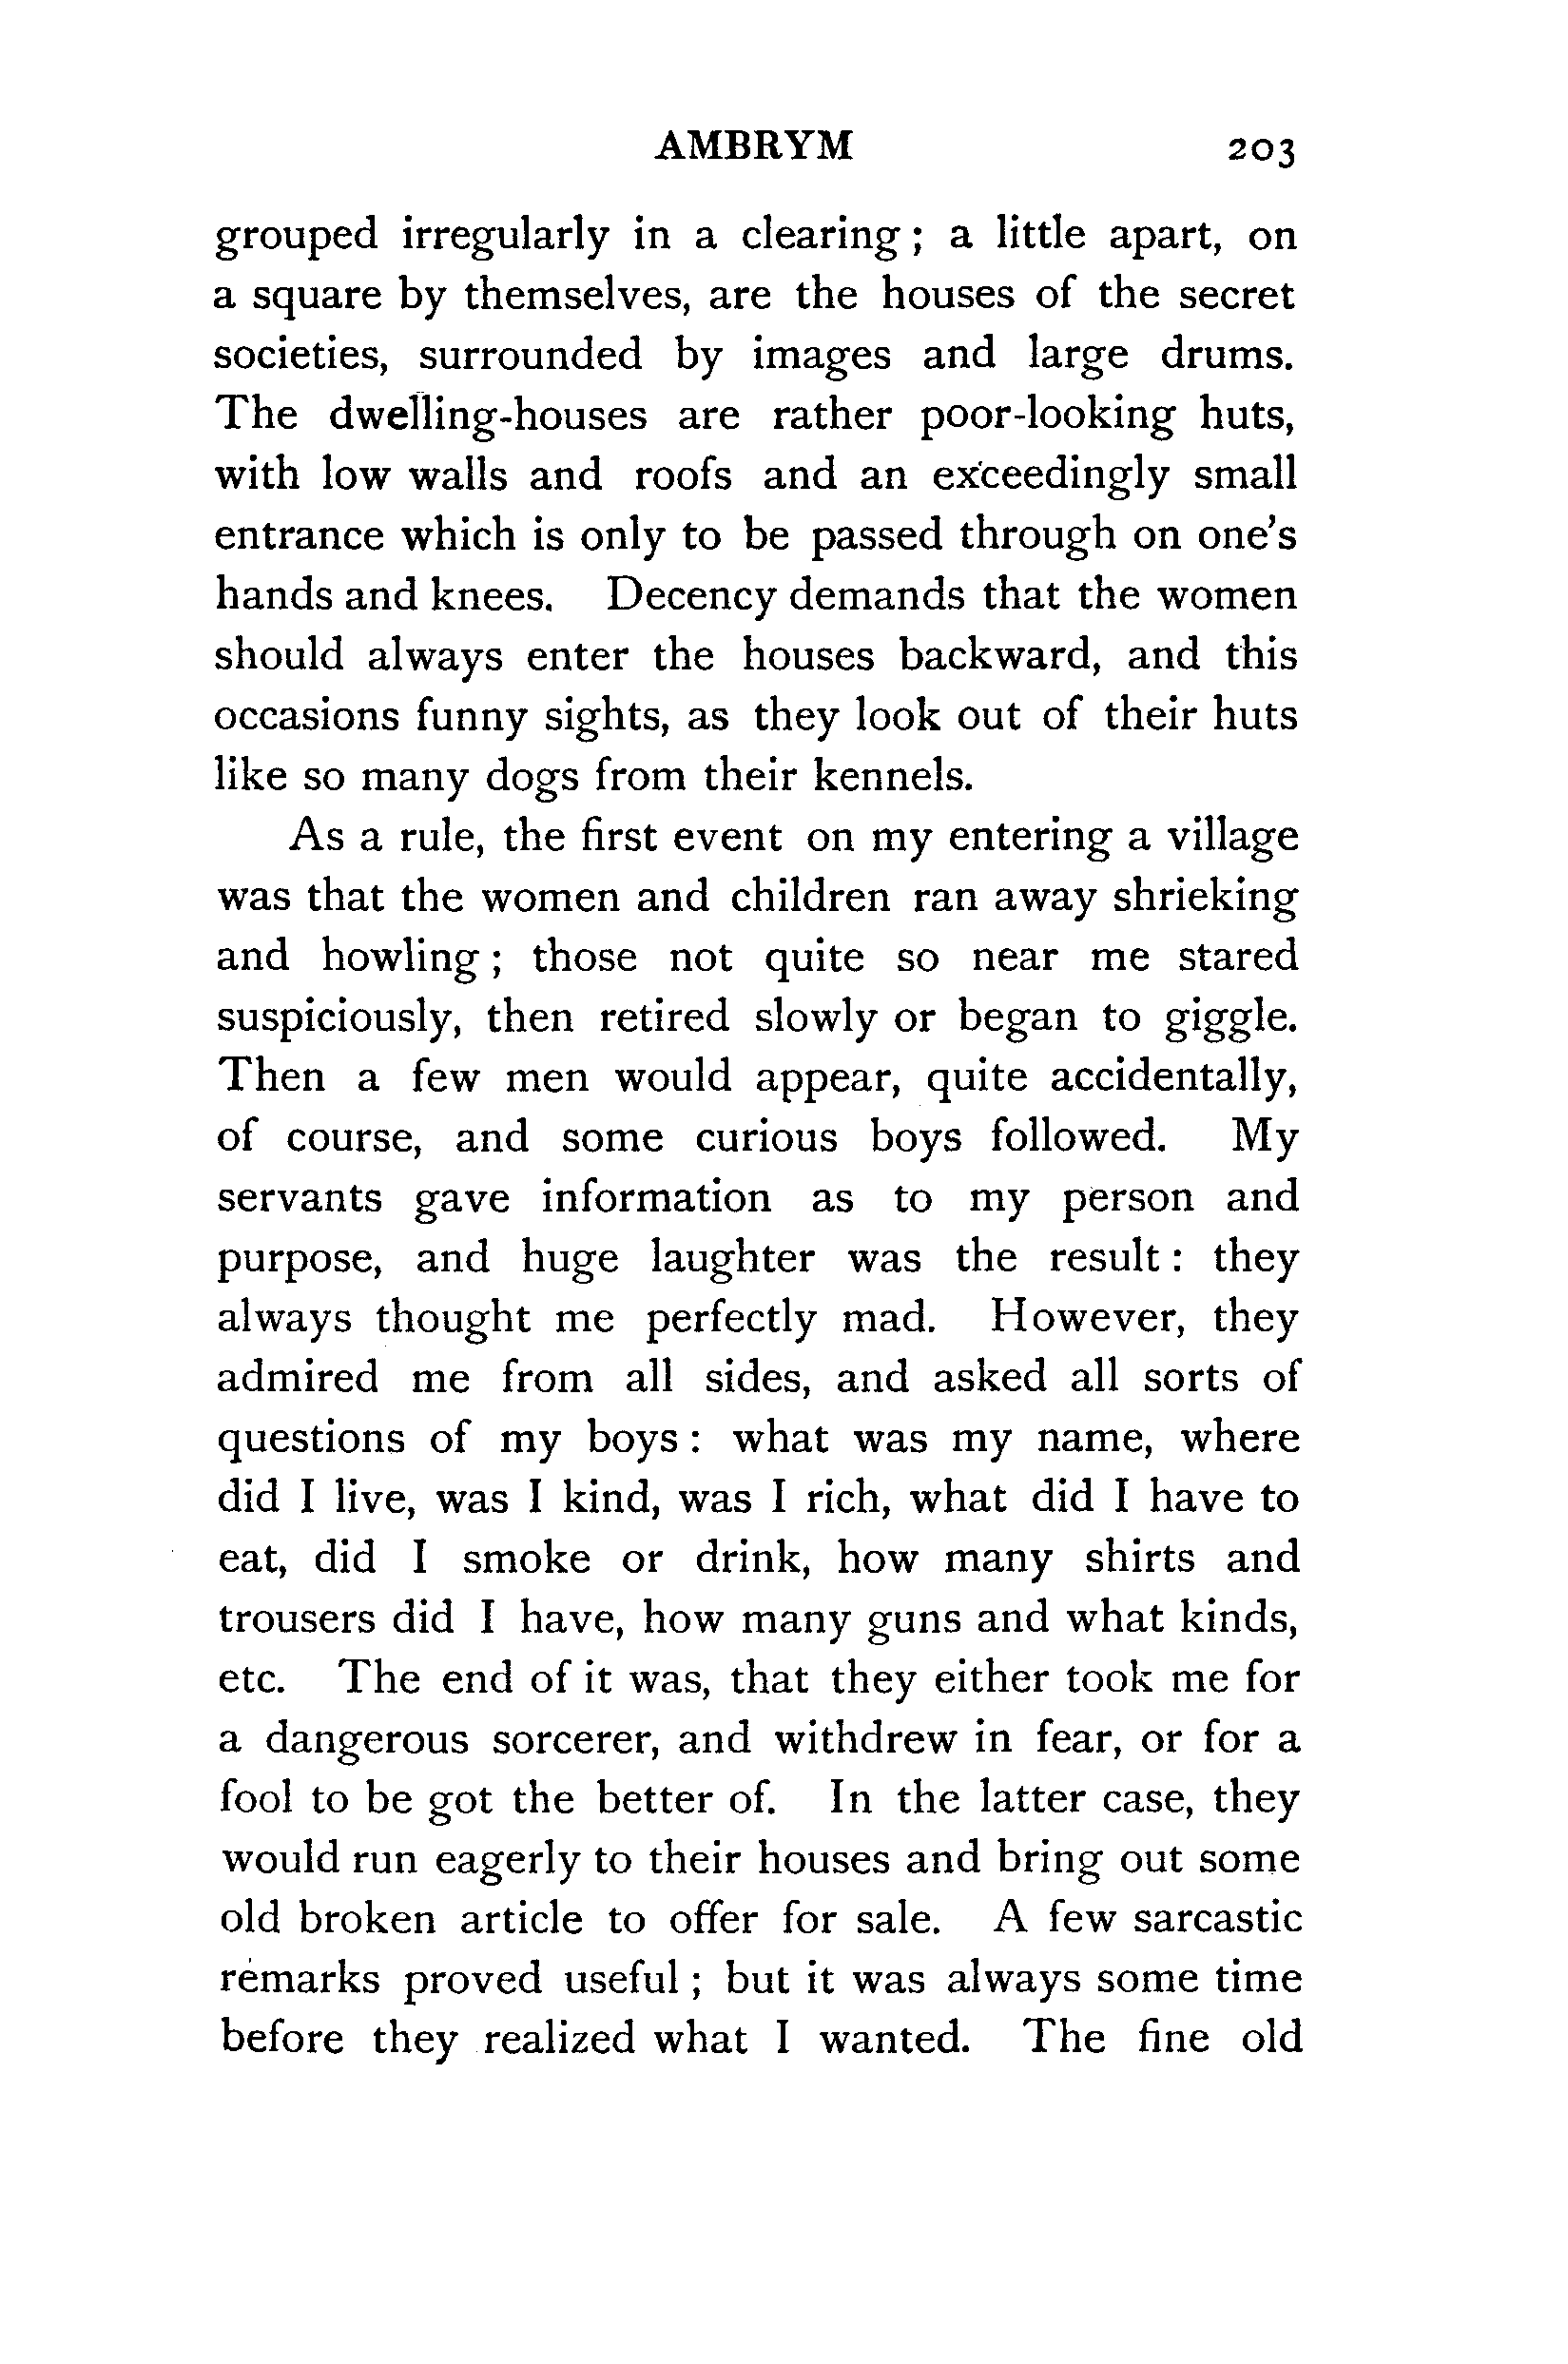 AMBRYM 203
grouped irregularly in a clearing; a little apart, on
a square by themselves, are the houses of the secret
societies, surrounded by images and large drums.
The dwelling-houses are rather poor-looking huts,
with low walls and roofs and an exceedingly small
entrance which is only to be passed through on one's
hands and knees. Decency demands that the women
should always enter the houses backward, and this
occasions funny sights, as they look out of their huts
like so many dogs from their kennels.
As a rule, the first event on my entering a village
was that the women and children ran away shrieking
and howling; those not quite so near me stared
suspiciously, then retired slowly or began to giggle.
Then a few men would appear, quite accidentally,
of course, and some curious boys followed. My
servants gave information as to my person and
purpose, and huge laughter was the result: they
always thought me perfectly mad. However, they
admired me from all sides, and asked all sorts of
questions of my boys: what was my name, where
did I live, was I kind, was I rich, what did I have to
eat, did I smoke or drink, how many shirts and
trousers did I have, how many guns and what kinds,
etc. The end of it was, that they either took me for
a dangerous sorcerer, and withdrew in fear, or for a
fool to be got the better of. In the latter case, they
would run eagerly to their houses and bring out some
old broken article to offer for sale. A few sarcastic
remarks proved useful; but it was always some time
before they realized what I wanted. The fine old